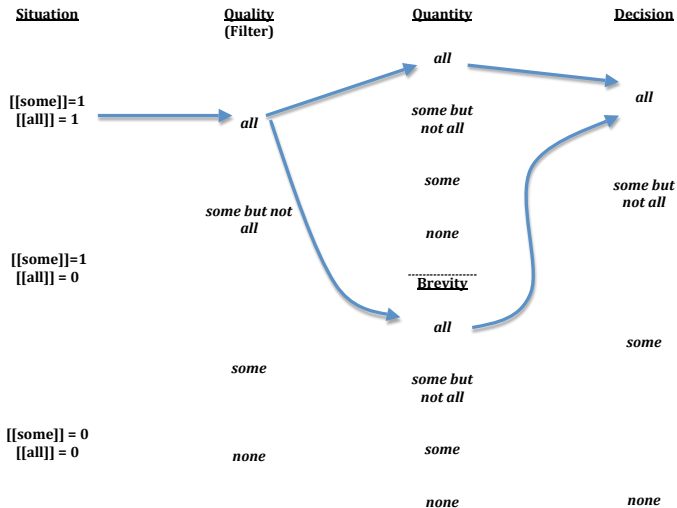 Situation
Quality
(Filter)
Quantity
Decision
[[some]]=1
[[all]] = 1
[[some]]=1
[[all]] = 0
[[some]] = 0
[[all]] = 0
all
some but not
all
some
none
all
some but
not all
some
none
Brevity
all
some but
not all
some
none
all
some but
not all
some
none